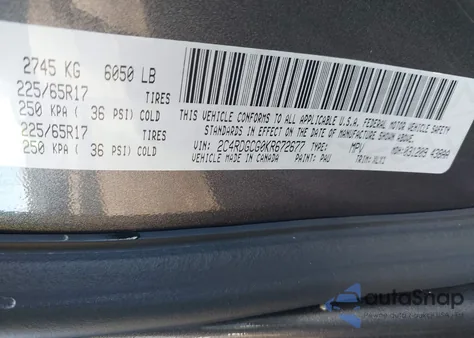 2745 KG 6050 LB
225/65R17 TIRES
250 KPA ( 36 PSI) COLD
225/65R17 TIRES
250 KPA ( 36 PSI) COLD
THIS VEHICLE CONFORMS TO ALL APPLICABLE U.S.A. FEDERAL MOTOR VEHICLE SAFETY
STANDARDS IN EFFECT ON THE DATE OF MANUFACTURE SHOWN ABOVE.
VIN: 2C4RDGCG0KR672677 MPV
VEHICLE MADE IN CANADA PAINT: PAU TRIM:
autoSnap